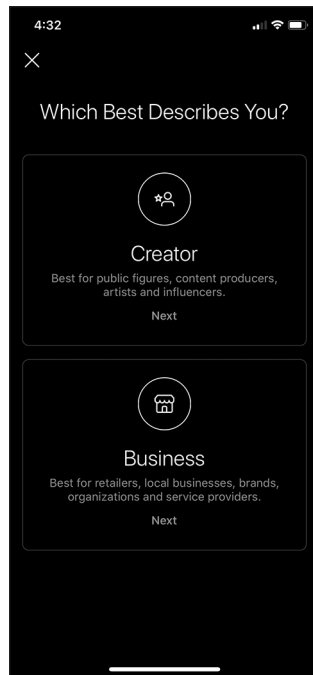 4:32
Which Best Describes You?
Creator
Best for public figures, content producers,
artists and influencers.
Next
Business
Best for retailers, local businesses, brands,
organizations and service providers.
Next